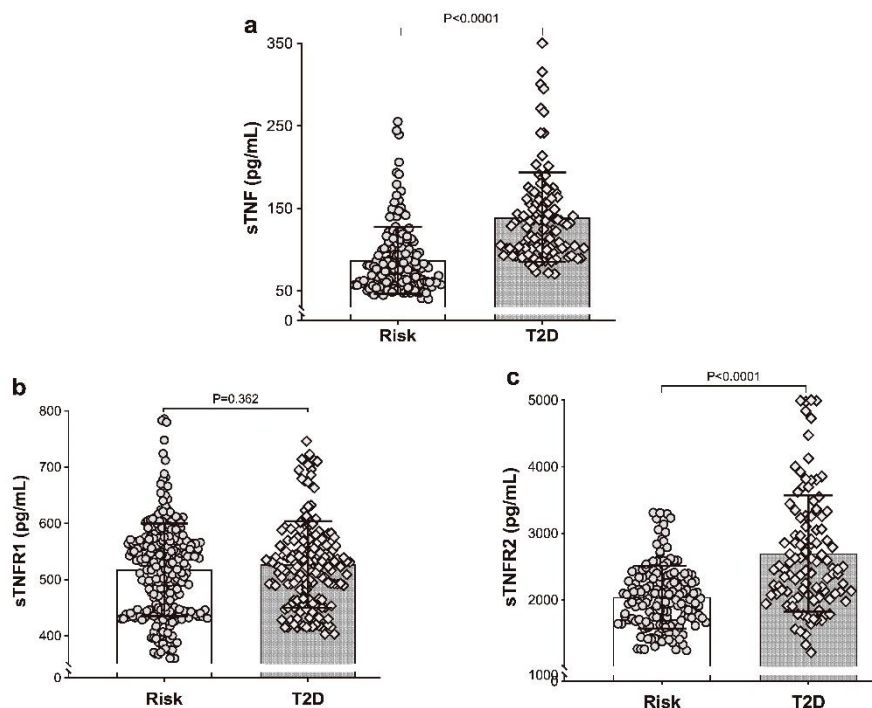 a
P<0.0001
sTNF (pg/mL)
350
250
150
50
0
Risk
T2D
b
P=0.362
sTNFR1 (pg/mL)
800
700
600
500
400
0
Risk
T2D
c
P<0.0001
sTNFR2 (pg/mL)
5000
4000
3000
2000
1000
0
Risk
T2D